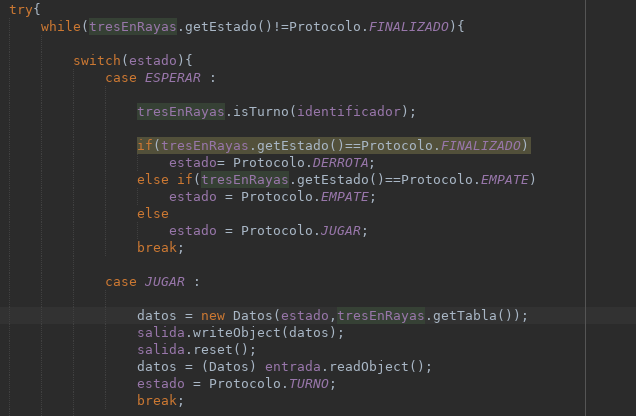 try{
while(tresEnRayas.getEstado()!=Protocolo.FINALIZADO){
switch(estado){
case ESPERAR :
tresEnRayas.isTurno(identificador);
if(tresEnRayas.getEstado()==Protocolo.FINALIZADO)
estado= Protocolo.DERROTA;
else if(tresEnRayas.getEstado()==Protocolo.EMPATE)
estado = Protocolo.EMPATE;
else
estado = Protocolo.JUGAR;
break;
case JUGAR :
datos = new Datos(estado,tresEnRayas.getTabla());
salida.writeObject(datos);
salida.reset();
datos = (Datos) entrada.readObject();
estado = Protocolo.TURNO;
break;